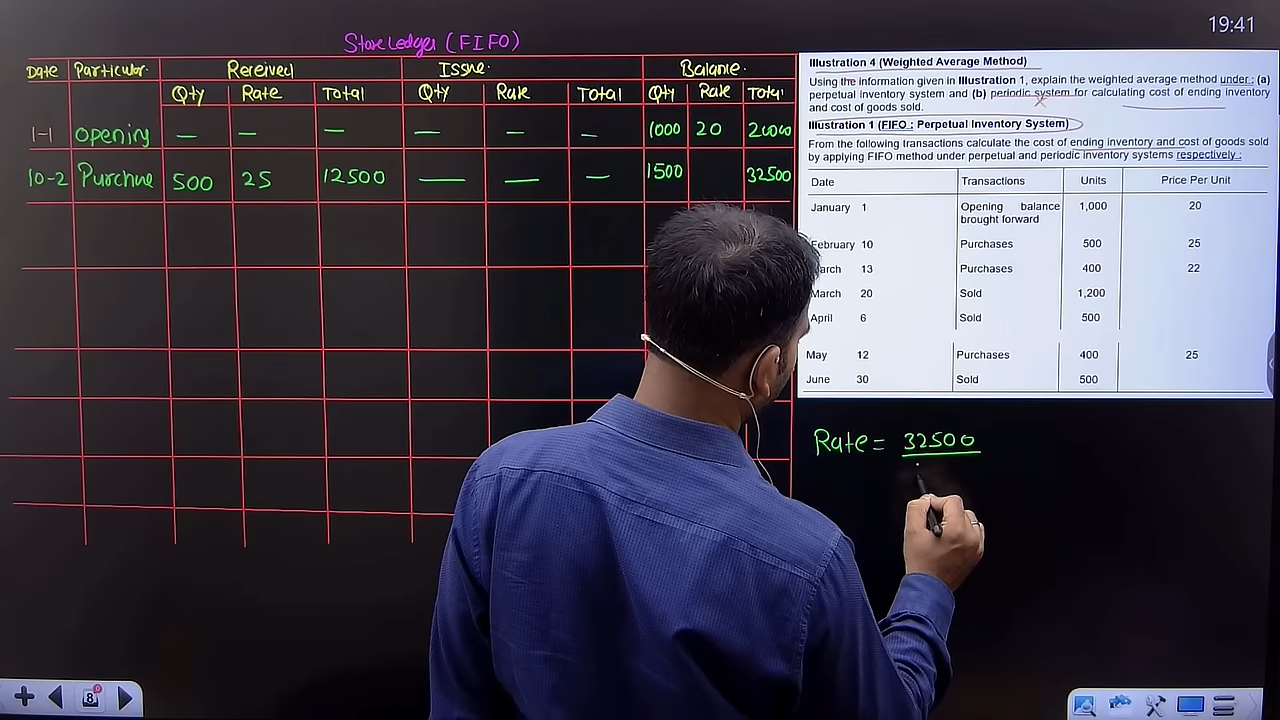 19:41
Store Ledger (FIFO)
Date Particular. Received Issue. Balance.
Qty Rate Total Qty Rate Total Qty Rate Total
1-1 opening — — — — — — 1000 20 20000
10-2 Purchase 500 25 12500 — — — 1500 32500
Illustration 4 (Weighted Average Method)
Using the information given in Illustration 1, explain the weighted average method under : (a)
perpetual inventory system and (b) periodic system for calculating cost of ending inventory
and cost of goods sold.
Illustration 1 (FIFO : Perpetual Inventory System)
From the following transactions calculate the cost of ending inventory and cost of goods sold
by applying FIFO method under perpetual and periodic inventory systems respectively :
Date Transactions Units Price Per Unit
January 1 Opening balance 1,000 20
brought forward
February 10 Purchases 500 25
March 13 Purchases 400 22
March 20 Sold 1,200
April 6 Sold 500
May 12 Purchases 400 25
June 30 Sold 500
Rate = 32500
8